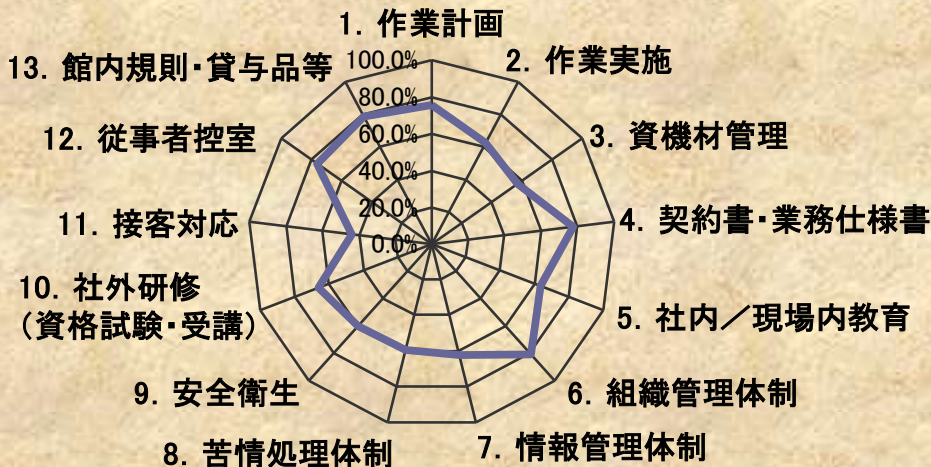 1. 作業計画
2. 作業実施
3. 資機材管理
4. 契約書・業務仕様書
5. 社内／現場内教育
6. 組織管理体制
7. 情報管理体制
8. 苦情処理体制
9. 安全衛生
10. 社外研修
（資格試験・受講）
11. 接客対応
12. 従事者控室
13. 館内規則・貸与品等
100.0%
80.0%
60.0%
40.0%
20.0%
0.0%